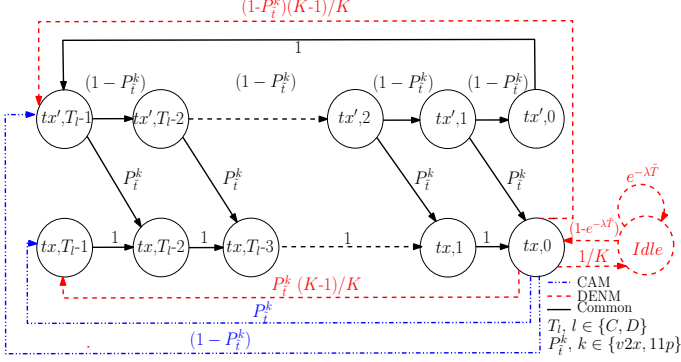 (1-P_t̃^k)(K-1)/K
1
(1 − P_t̃^k) (1 − P_t̃^k) (1 − P_t̃^k) (1 − P_t̃^k)
tx′,T_l-1 tx′,T_l-2 tx′,2 tx′,1 tx′,0
P_t̃^k P_t̃^k P_t̃^k P_t̃^k
e^{−λT̃}
(1-e^{−λT̃})
tx,T_l-1 1 tx,T_l-2 1 tx,T_l-3 1 tx,1 1 tx,0 Idle
1/K
P_t̃^k (K-1)/K
P_t̃^k
(1 − P_t̃^k)
CAM
DENM
Common
T_l, l ∈ {C, D}
P_t̃^k, k ∈ {v2x, 11p}